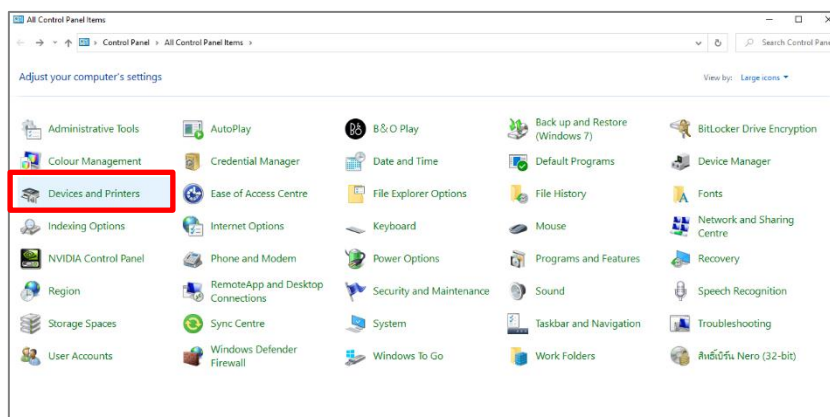 All Control Panel Items
Control Panel > All Control Panel Items >
Search Control Pane
Adjust your computer's settings
View by: Large icons
Administrative Tools
AutoPlay
B&O Play
Back up and Restore
(Windows 7)
BitLocker Drive Encryption
Colour Management
Credential Manager
Date and Time
Default Programs
Device Manager
Devices and Printers
Ease of Access Centre
File Explorer Options
File History
Fonts
Indexing Options
Internet Options
Keyboard
Mouse
Network and Sharing
Centre
NVIDIA Control Panel
Phone and Modem
Power Options
Programs and Features
Recovery
Region
RemoteApp and Desktop
Connections
Security and Maintenance
Sound
Speech Recognition
Storage Spaces
Sync Centre
System
Taskbar and Navigation
Troubleshooting
User Accounts
Windows Defender
Firewall
Windows To Go
Work Folders
สิทธิ์เบิร์น Nero (32-bit)